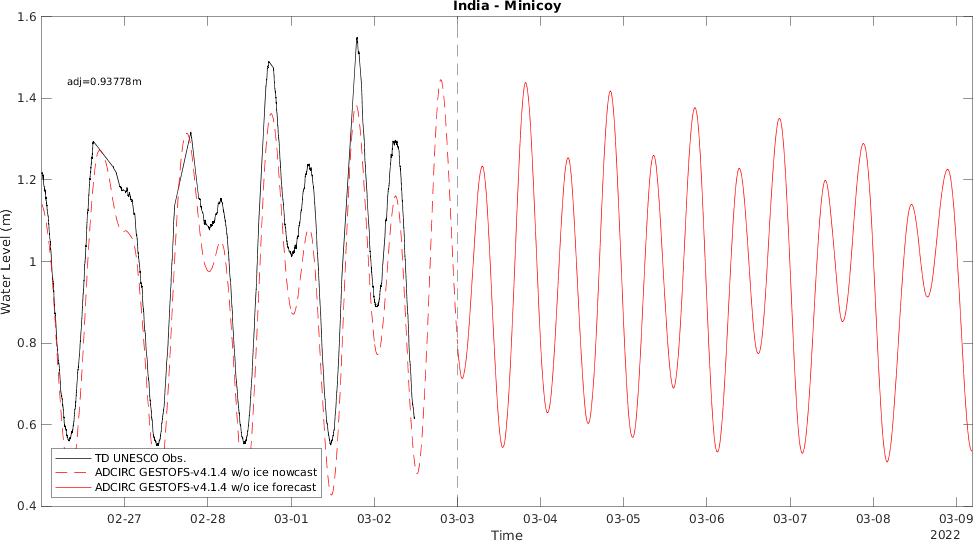 India - Minicoy
1.6
adj=0.93778m
1.4
1.2
1
0.8
0.6
0.4
Water Level (m)
TD UNESCO Obs.
ADCIRC GESTOFS-v4.1.4 w/o ice nowcast
ADCIRC GESTOFS-v4.1.4 w/o ice forecast
02-27 02-28 03-01 03-02 03-03 03-04 03-05 03-06 03-07 03-08 03-09
Time
2022